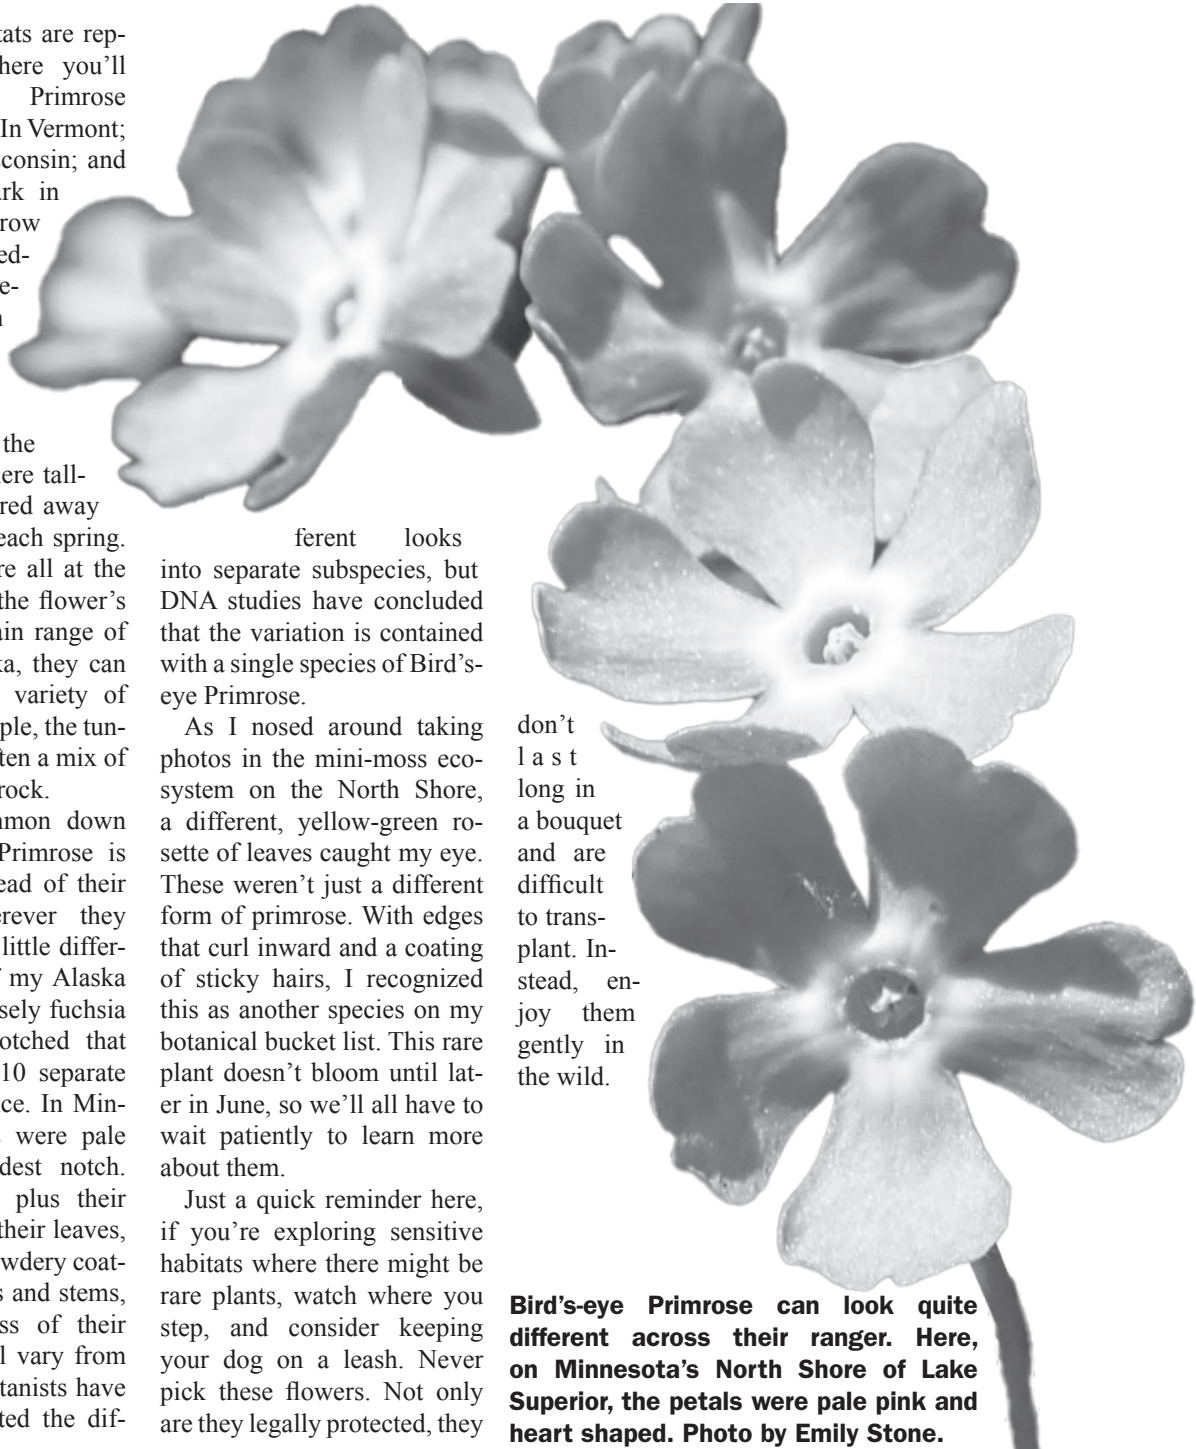 tats are rep-
here you'll
Primrose
In Vermont;
consin; and
ark in
row
ed-
e-
the
ere tall-
red away
each spring.
re all at the
the flower's
ain range of
ka, they can
variety of
ple, the tun-
ten a mix of
rock.
mmon down
Primrose is
ead of their
erever they
little differ-
f my Alaska
sely fuchsia
otched that
10 separate
ce. In Min-
were pale
dest notch.
plus their
their leaves,
wdery coat-
s and stems,
ss of their
l vary from
tanists have
ted the dif-
ferent looks
into separate subspecies, but
DNA studies have concluded
that the variation is contained
with a single species of Bird's-
eye Primrose.
As I nosed around taking
photos in the mini-moss eco-
system on the North Shore,
a different, yellow-green ro-
sette of leaves caught my eye.
These weren't just a different
form of primrose. With edges
that curl inward and a coating
of sticky hairs, I recognized
this as another species on my
botanical bucket list. This rare
plant doesn't bloom until lat-
er in June, so we'll all have to
wait patiently to learn more
about them.
Just a quick reminder here,
if you're exploring sensitive
habitats where there might be
rare plants, watch where you
step, and consider keeping
your dog on a leash. Never
pick these flowers. Not only
are they legally protected, they
don't
last
long in
a bouquet
and are
difficult
to trans-
plant. In-
stead, en-
joy them
gently in
the wild.
Bird's-eye Primrose can look quite
different across their ranger. Here,
on Minnesota's North Shore of Lake
Superior, the petals were pale pink and
heart shaped. Photo by Emily Stone.